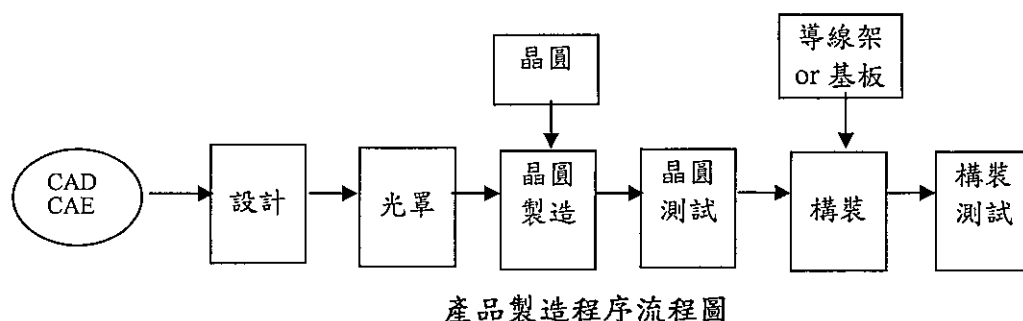 晶圓
導線架
or 基板
CAD
CAE
設計
光罩
晶圓
製造
晶圓
測試
構裝
構裝
測試
產品製造程序流程圖